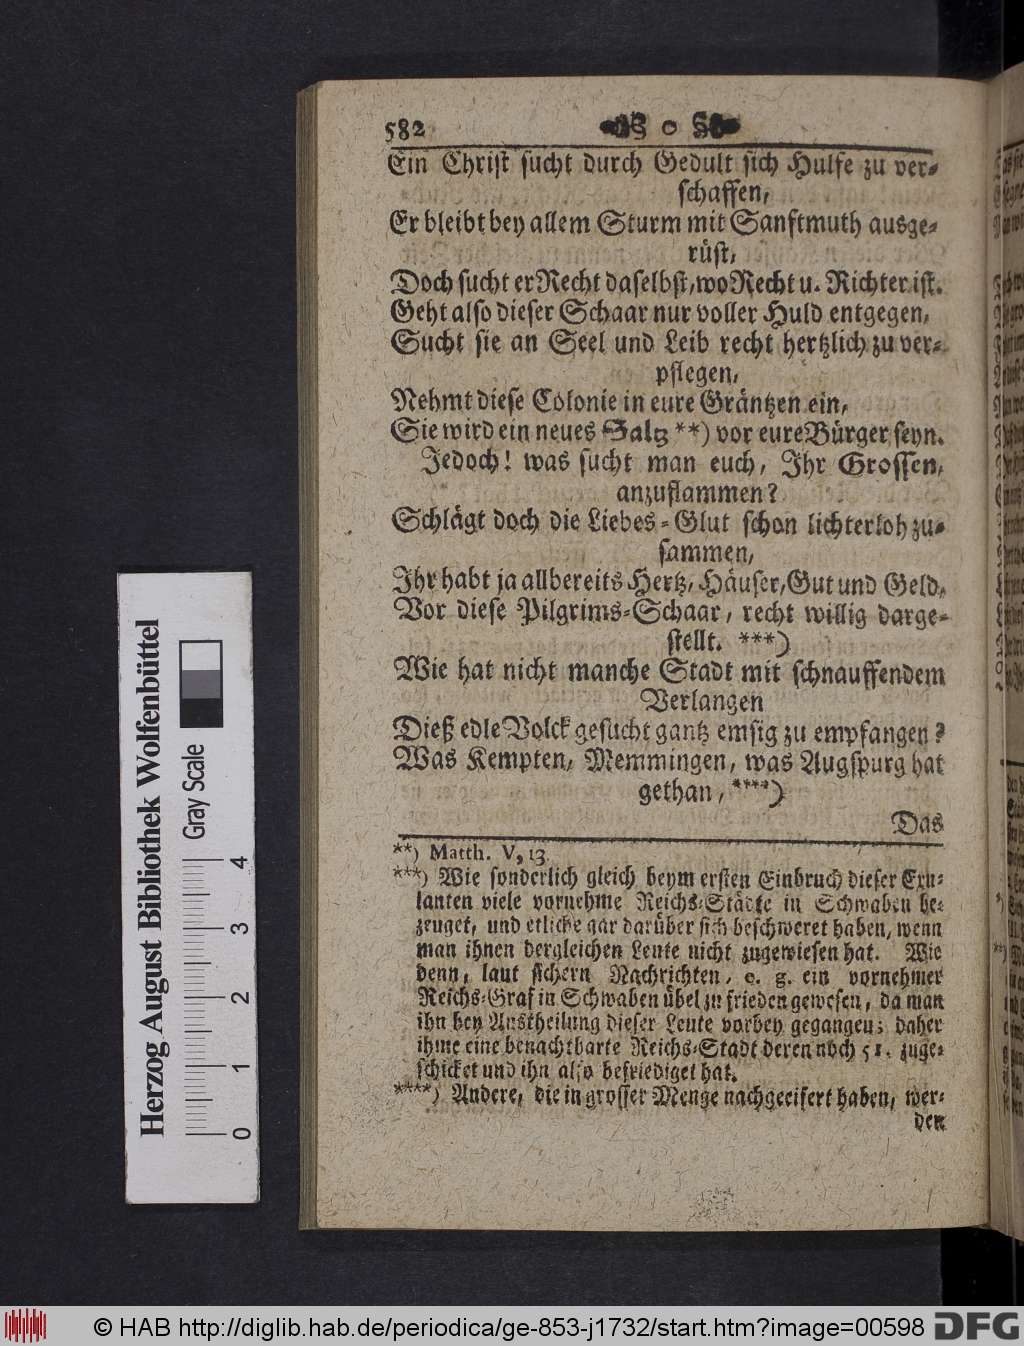 582
Ein Christ sucht durch Gedult sich Hulfe zu ver-
schaffen,
Er bleibt bey allem Sturm mit Sanftmuth ausge-
rüst,
Doch sucht er Recht daselbst, wo Recht u. Richter ist.
Geht also dieser Schaar nur voller Huld entgegen,
Sucht sie an Seel und Leib recht hertzlich zu ver-
pflegen,
Nehmt diese Colonie in eure Gräntzen ein,
Sie wird ein neues Saltz **) vor eure Bürger seyn.
Jedoch! was sucht man euch, Ihr Grossen,
anzuflammen?
Schlägt doch die Liebes-Glut schon lichterloh zu-
sammen,
Ihr habt ja allbereits Hertz, Häuser, Gut und Geld,
Vor diese Pilgrims-Schaar, recht willig darge-
stellt. ***)
Wie hat nicht manche Stadt mit schnauffendem
Verlangen
Dieß edle Volck gesucht gantz emsig zu empfangen?
Was Kempten, Memmingen, was Augspurg hat
gethan, ****)
Das
**) Matth. V, 13
***) Wie sonderlich gleich beym ersten Einbruch dieser Exu-
lanten viele vornehme Reichs-Städte in Schwaben be-
zeuget, und etliche gar darüber sich beschweret haben, wenn
man ihnen dergleichen Leute nicht zugewiesen hat. Wie
denn, laut sichern Nachrichten, e. g. ein vornehmer
Reichs-Graf in Schwaben übel zu frieden gewesen, da man
ihn bey Austheilung dieser Leute vorbey gegangen; daher
ihme eine benachtbarte Reichs-Stadt deren noch 51. zuge-
schicket und ihn also befriediget hat.
****) Andere, die in grosser Menge nachgeeifert haben, wer-
den
Herzog August Bibliothek Wolfenbüttel
Gray Scale
0 1 2 3 4
© HAB http://diglib.hab.de/periodica/ge-853-j1732/start.htm?image=00598
DFG